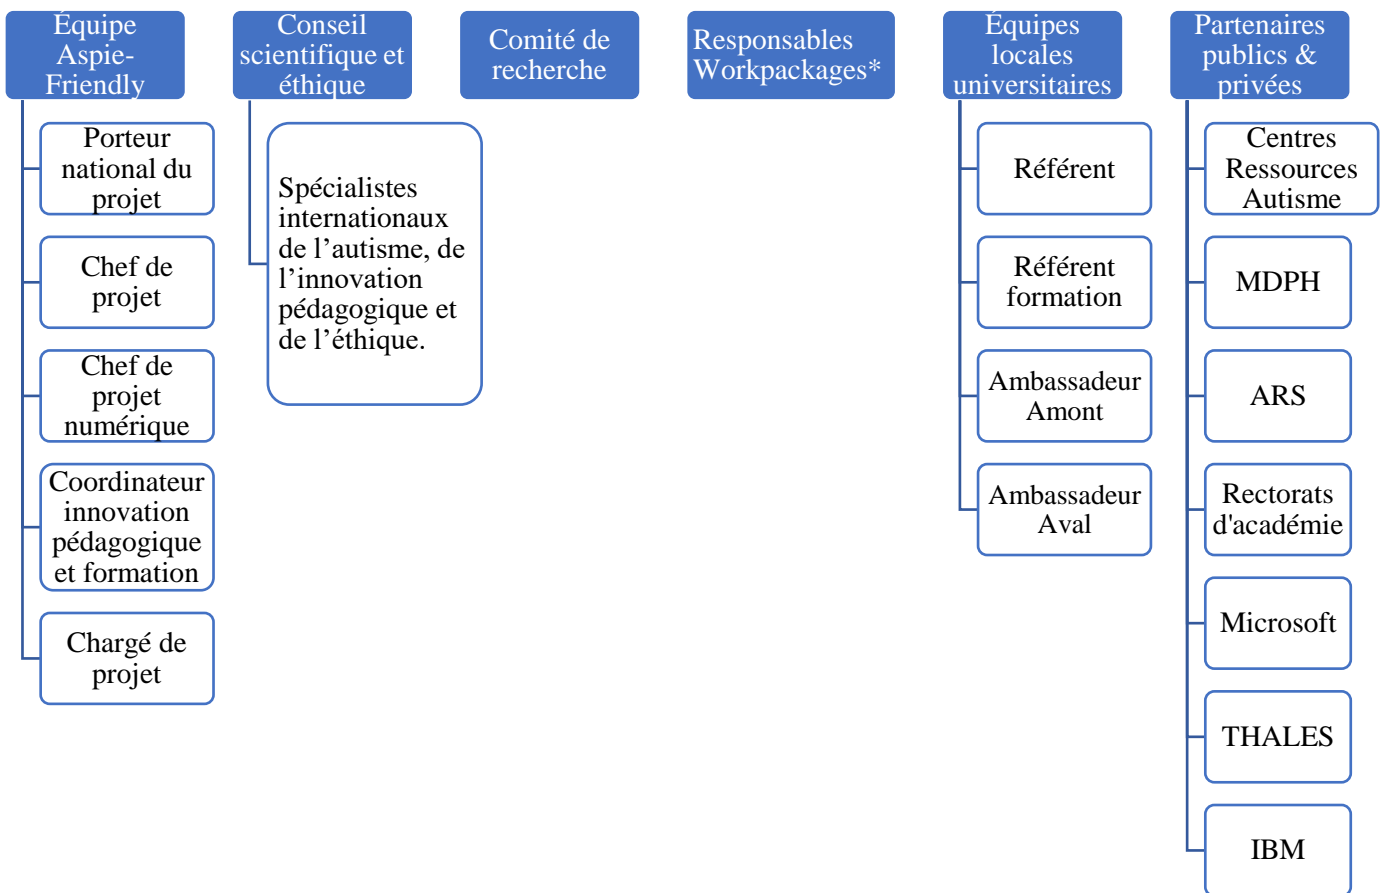 Équipe
Aspie-
Friendly
Porteur
national du
projet
Chef de
projet
Chef de
projet
numérique
Coordinateur
innovation
pédagogique
et formation
Chargé de
projet
Conseil
scientifique et
éthique
Spécialistes
internationaux
de l’autisme, de
l’innovation
pédagogique et
de l’éthique.
Comité de
recherche
Responsables
Workpackages*
Équipes
locales
universitaires
Référent
Référent
formation
Ambassadeur
Amont
Ambassadeur
Aval
Partenaires
publics &
privées
Centres
Ressources
Autisme
MDPH
ARS
Rectorats
d'académie
Microsoft
THALES
IBM